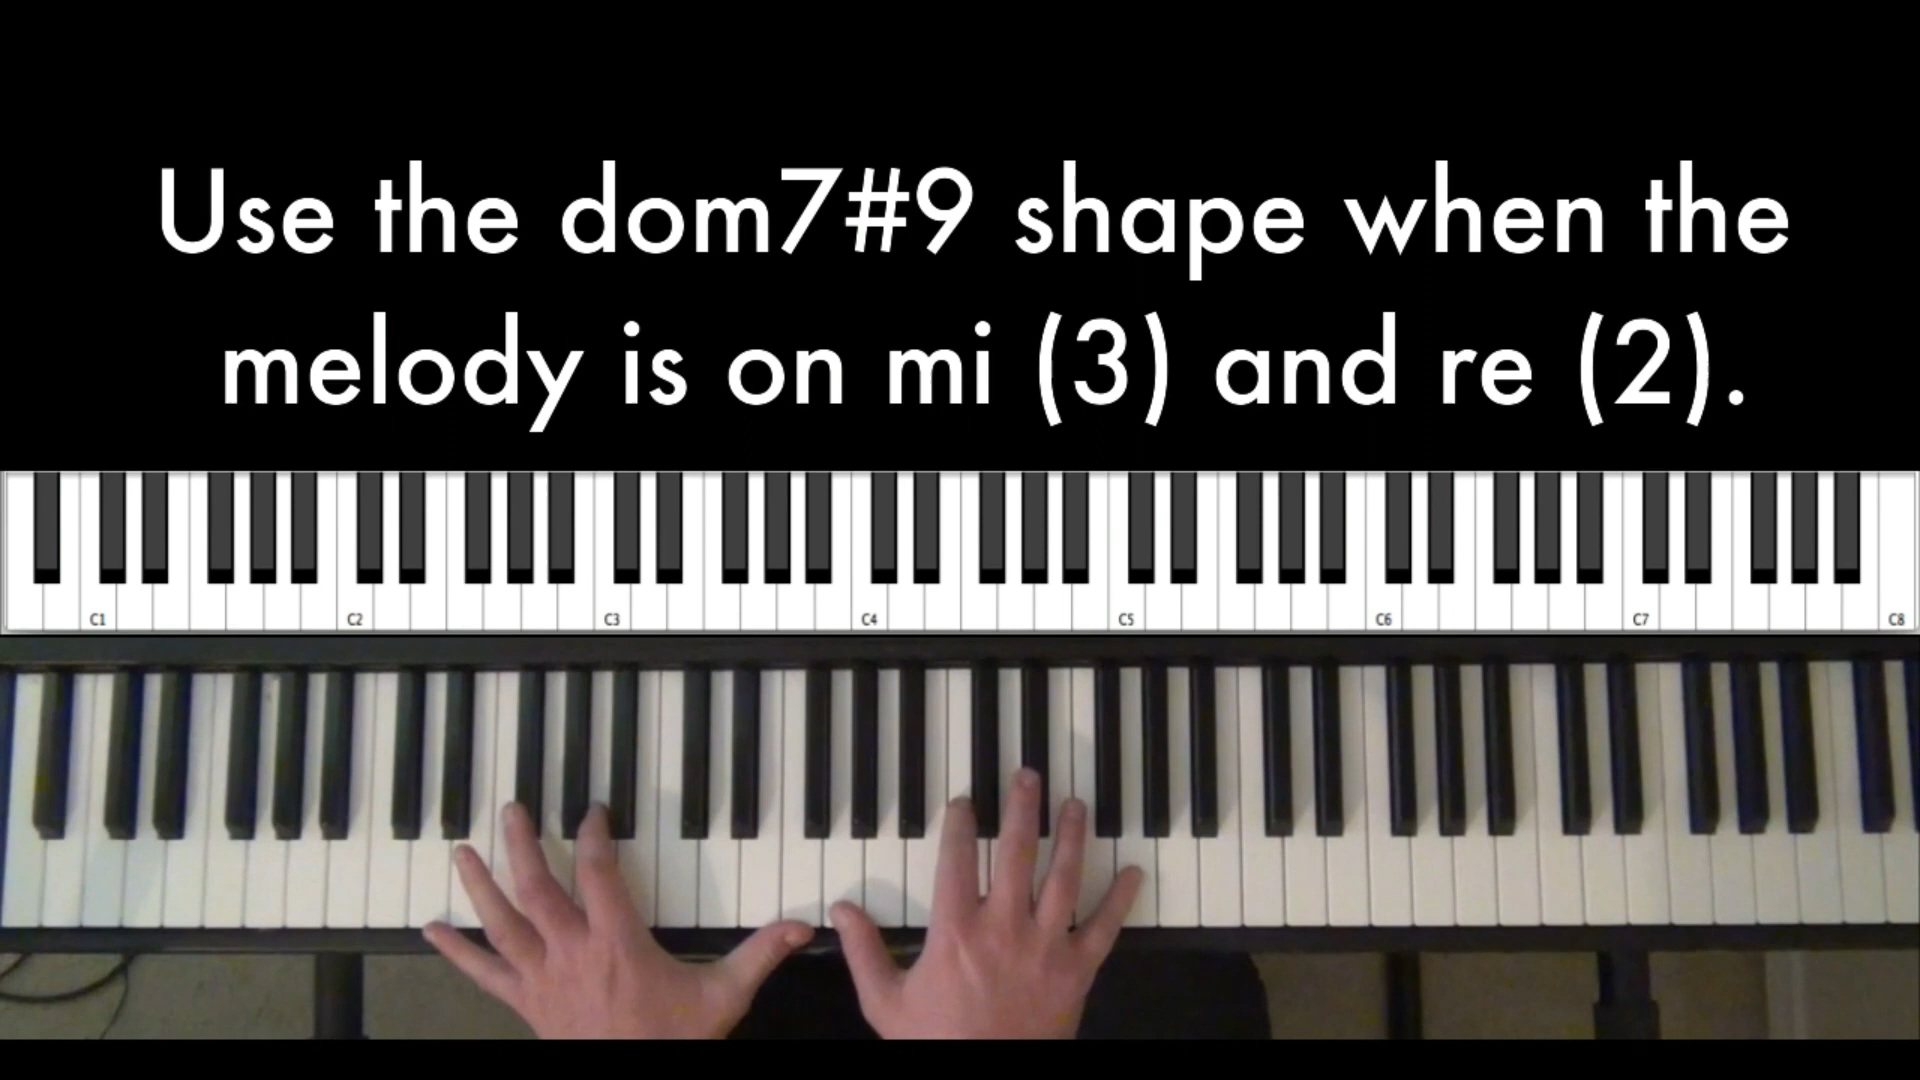 Use the dom7#9 shape when the
melody is on mi (3) and re (2).
C1 C2 C3 C4 C5 C6 C7 C8